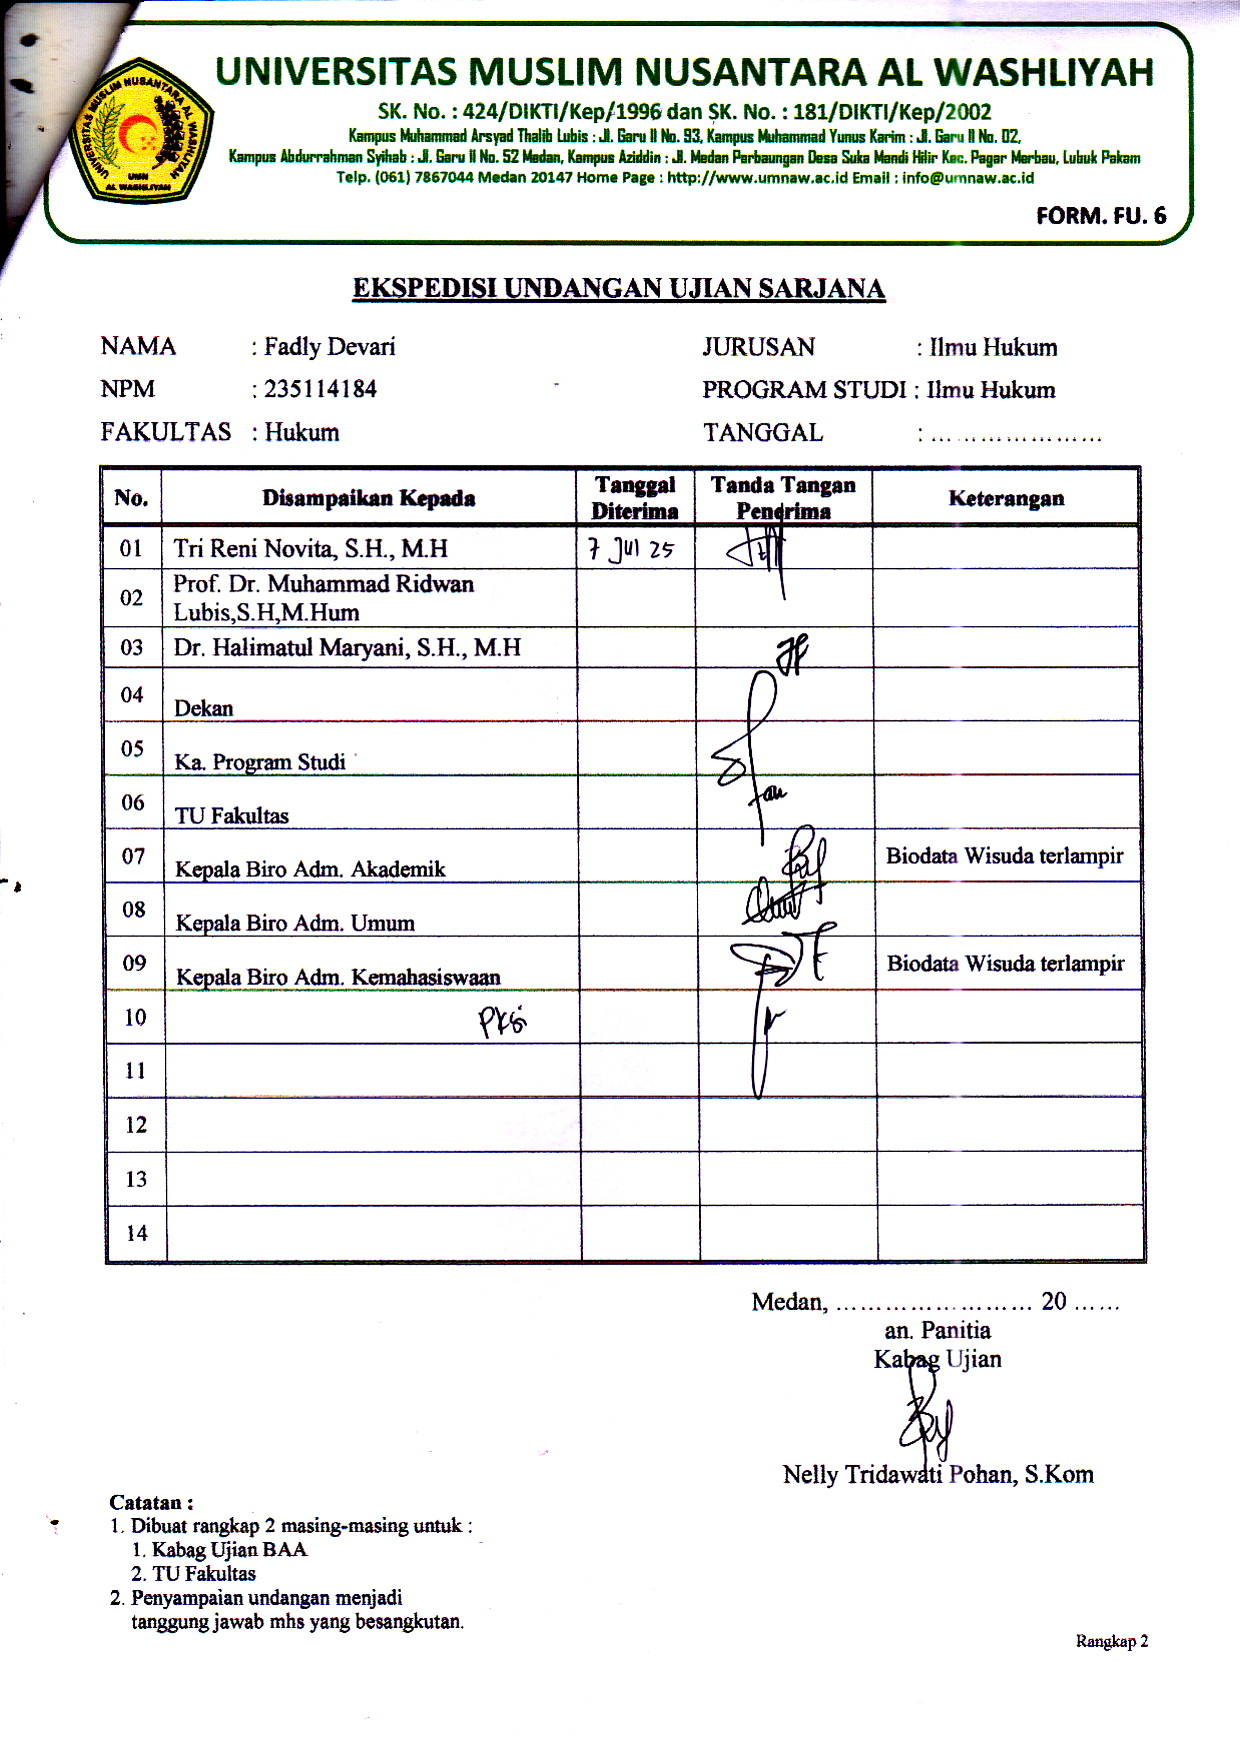 UNIVERSITAS MUSLIM NUSANTARA AL WASHLIYAH
SK. No. : 424/DIKTI/Kep/1996 dan SK. No. : 181/DIKTI/Kep/2002
Kampus Muhammad Arsyad Thalib Lubis : Jl. Garu II No. 93, Kampus Muhammad Yunus Karim : Jl. Garu II No. 02,
Kampus Abdurrahman Syihab : Jl. Garu II No. 52 Medan, Kampus Aziddin : Jl. Medan Perbaungan Desa Suka Mandi Hilir Kec. Pagar Merbau, Lubuk Pakam
Telp. (061) 7867044 Medan 20147 Home Page : http://www.umnaw.ac.id Email : info@umnaw.ac.id
UNIVERSITAS MUSLIM NUSANTARA AL WASHLIYAH
UMN
AL WASHLIYAH
FORM. FU. 6
EKSPEDISI UNDANGAN UJIAN SARJANA
NAMA : Fadly Devari JURUSAN : Ilmu Hukum
NPM : 235114184 PROGRAM STUDI : Ilmu Hukum
FAKULTAS : Hukum TANGGAL : .....................
No. Disampaikan Kepada Tanggal Diterima Tanda Tangan Penerima Keterangan
01 Tri Reni Novita, S.H., M.H 7 Jul 25
02 Prof. Dr. Muhammad Ridwan
Lubis,S.H,M.Hum
03 Dr. Halimatul Maryani, S.H., M.H
04 Dekan
05 Ka. Program Studi
06 TU Fakultas
07 Kepala Biro Adm. Akademik Biodata Wisuda terlampir
08 Kepala Biro Adm. Umum
09 Kepala Biro Adm. Kemahasiswaan Biodata Wisuda terlampir
10
11
12
13
14
Medan, ........................ 20 ......
an. Panitia
Kabag Ujian
Nelly Tridawati Pohan, S.Kom
Catatan :
1. Dibuat rangkap 2 masing-masing untuk :
1. Kabag Ujian BAA
2. TU Fakultas
2. Penyampaian undangan menjadi
tanggung jawab mhs yang besangkutan.
Rangkap 2